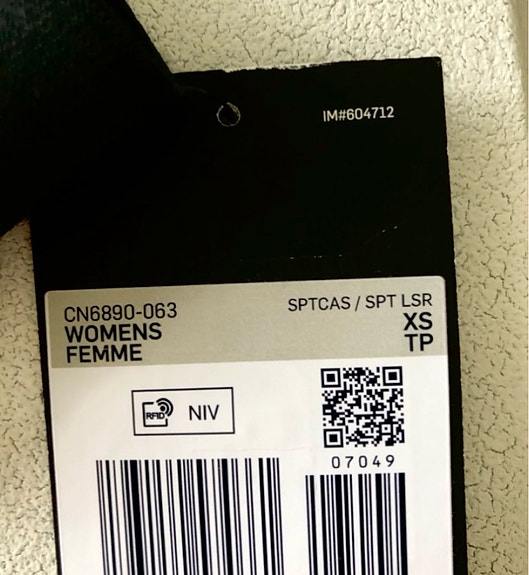 IM#604712
CN6890-063 SPTCAS / SPT LSR
WOMENS XS
FEMME TP
RFID NIV
07049